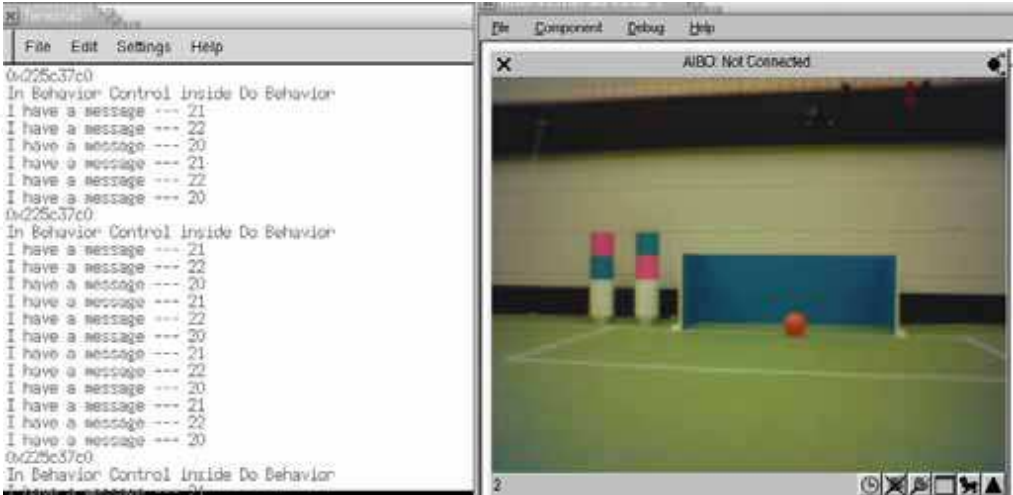 File Edit Settings Help
0x225c37c0
In Behavior Control inside Do Behavior
I have a message --- 21
I have a message --- 22
I have a message --- 20
I have a message --- 21
I have a message --- 22
I have a message --- 20
0x225c37c0
In Behavior Control inside Do Behavior
I have a message --- 21
I have a message --- 22
I have a message --- 20
I have a message --- 21
I have a message --- 22
I have a message --- 20
I have a message --- 21
I have a message --- 22
I have a message --- 20
I have a message --- 21
I have a message --- 22
I have a message --- 20
0x225c37c0
In Behavior Control inside Do Behavior
File Component Debug Help
AIBO: Not Connected
2